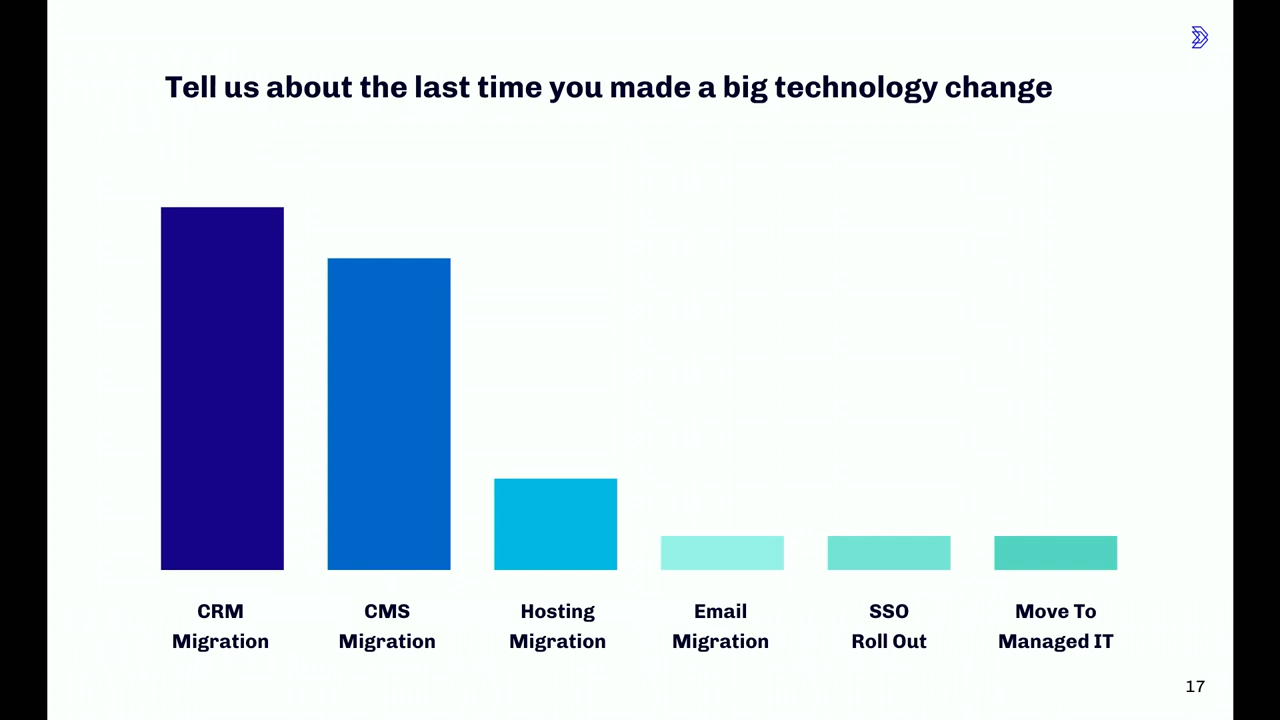 Tell us about the last time you made a big technology change
CRM
Migration
CMS
Migration
Hosting
Migration
Email
Migration
SSO
Roll Out
Move To
Managed IT
17